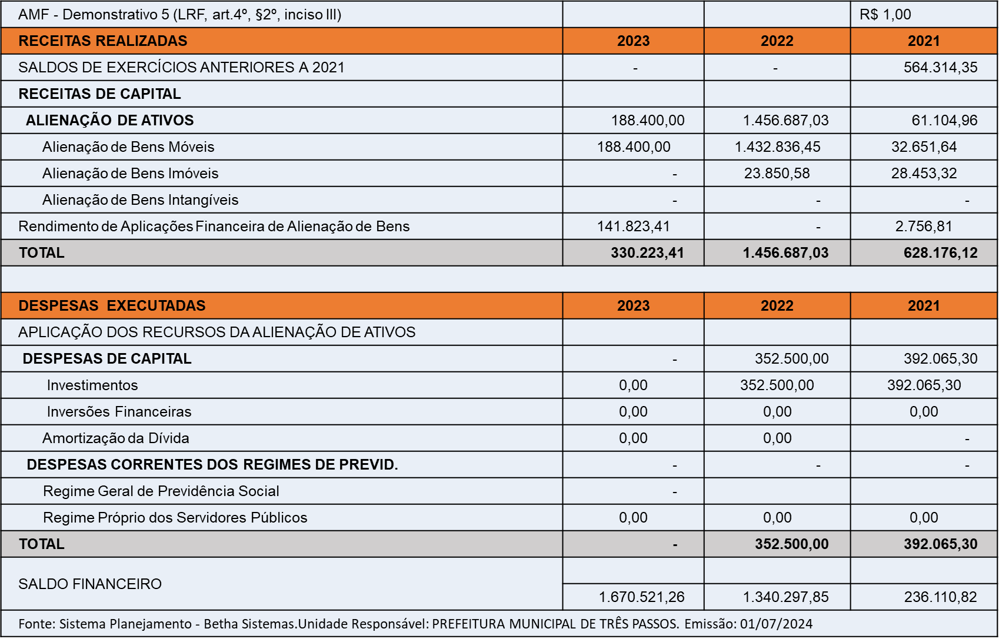 AMF - Demonstrativo 5 (LRF, art.4º, §2º, inciso III) R$ 1,00
RECEITAS REALIZADAS 2023 2022 2021
SALDOS DE EXERCÍCIOS ANTERIORES A 2021 - - 564.314,35
RECEITAS DE CAPITAL
ALIENAÇÃO DE ATIVOS 188.400,00 1.456.687,03 61.104,96
Alienação de Bens Móveis 188.400,00 1.432.836,45 32.651,64
Alienação de Bens Imóveis - 23.850,58 28.453,32
Alienação de Bens Intangíveis - - -
Rendimento de Aplicações Financeira de Alienação de Bens 141.823,41 - 2.756,81
TOTAL 330.223,41 1.456.687,03 628.176,12
DESPESAS EXECUTADAS 2023 2022 2021
APLICAÇÃO DOS RECURSOS DA ALIENAÇÃO DE ATIVOS
DESPESAS DE CAPITAL - 352.500,00 392.065,30
Investimentos 0,00 352.500,00 392.065,30
Inversões Financeiras 0,00 0,00 0,00
Amortização da Dívida 0,00 0,00 -
DESPESAS CORRENTES DOS REGIMES DE PREVID. - - -
Regime Geral de Previdência Social -
Regime Próprio dos Servidores Públicos 0,00 0,00 0,00
TOTAL - 352.500,00 392.065,30
SALDO FINANCEIRO 1.670.521,26 1.340.297,85 236.110,82
Fonte: Sistema Planejamento - Betha Sistemas.Unidade Responsável: PREFEITURA MUNICIPAL DE TRÊS PASSOS. Emissão: 01/07/2024